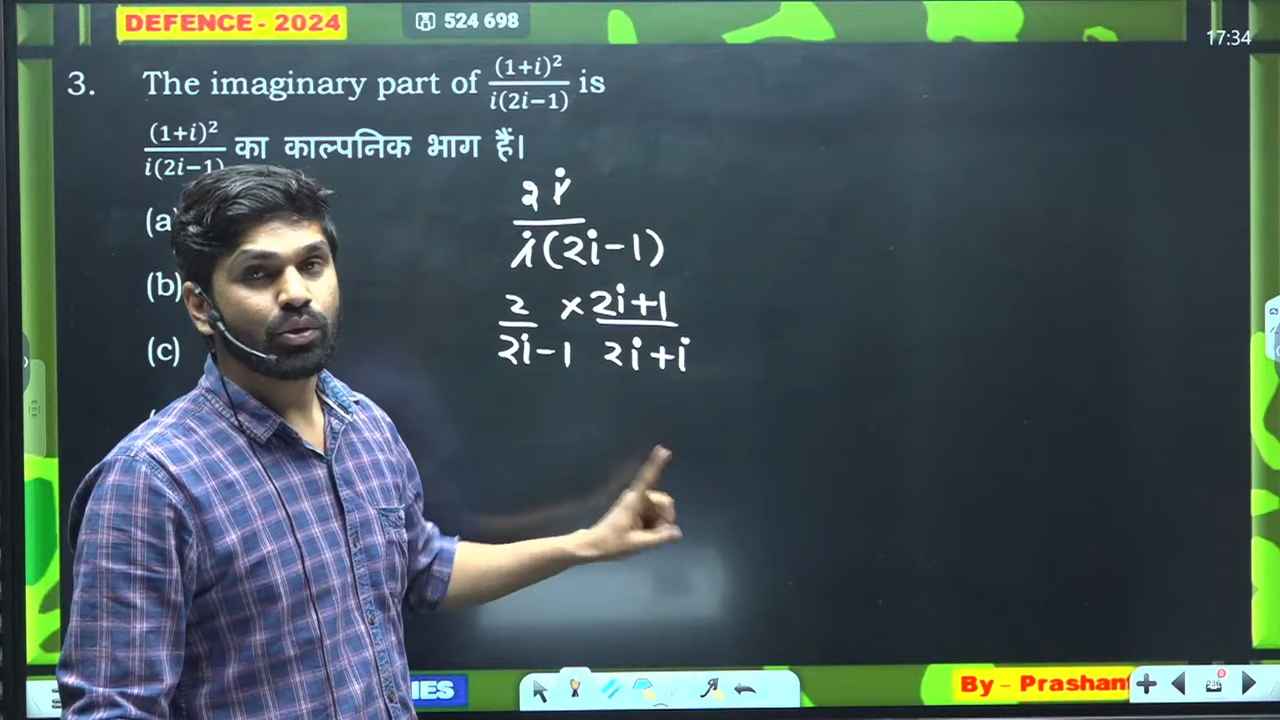 DEFENCE - 2024
524 698
17:34
3. The imaginary part of (1+i)²/i(2i−1) is
(1+i)²/i(2i−1) का काल्पनिक भाग हैं।
(a)
(b)
(c)
2i/i(2i−1)
2/2i−1 × 2i+1/2i+i
IES
By – Prashant